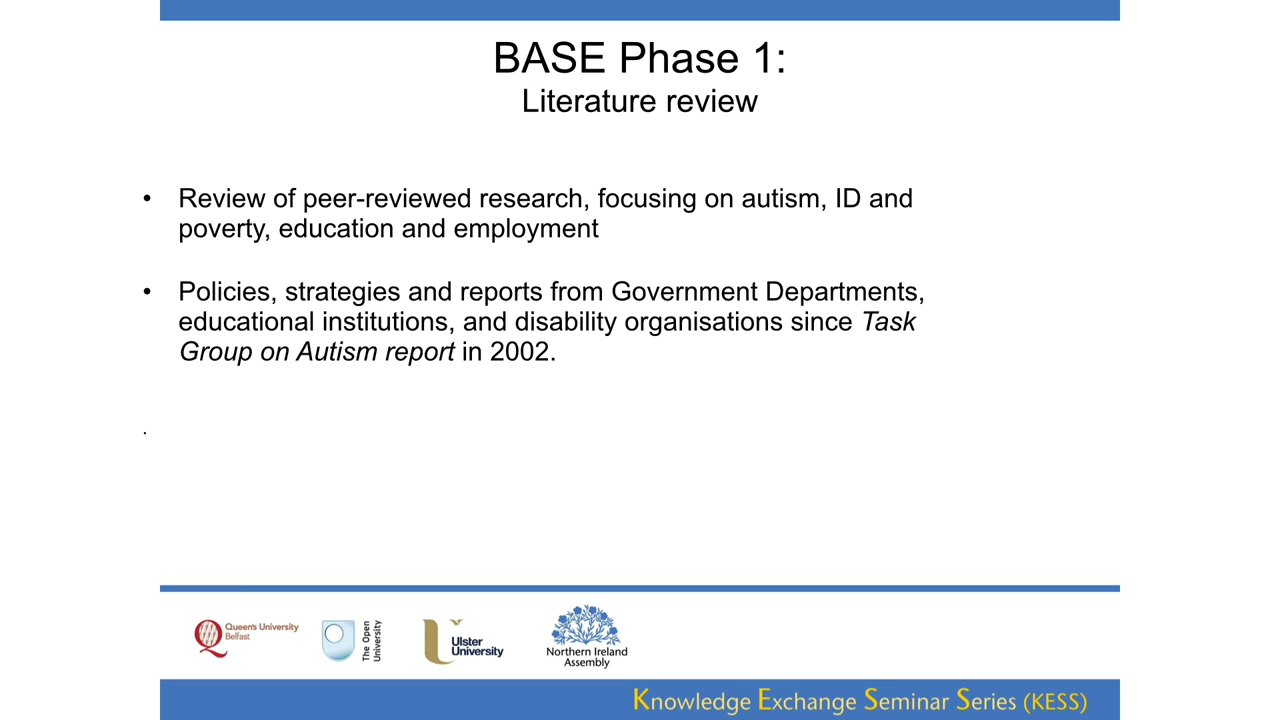 BASE Phase 1:
Literature review
• Review of peer-reviewed research, focusing on autism, ID and
poverty, education and employment
• Policies, strategies and reports from Government Departments,
educational institutions, and disability organisations since Task
Group on Autism report in 2002.
.
Queen's University
Belfast
The Open
University
Ulster
University
Northern Ireland
Assembly
Knowledge Exchange Seminar Series (KESS)